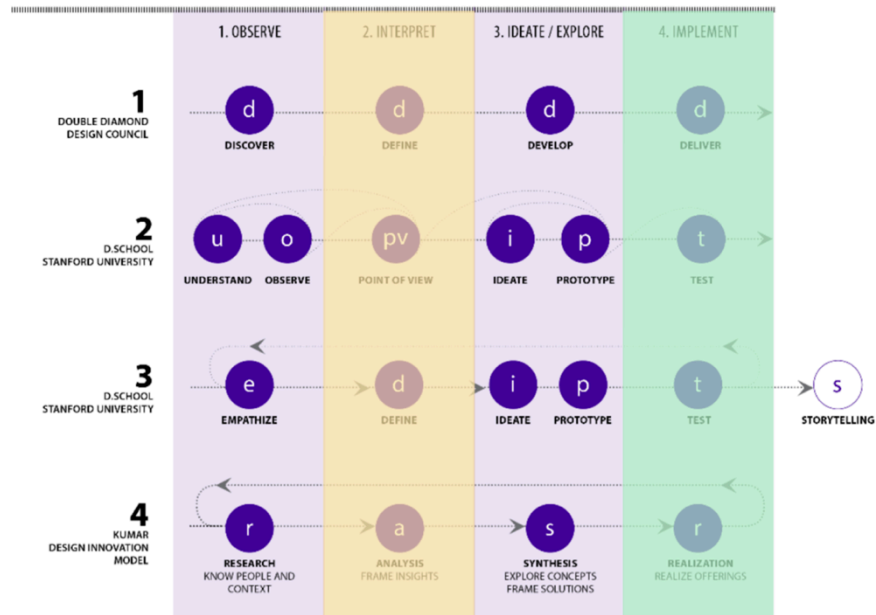 1. OBSERVE
2. INTERPRET
3. IDEATE / EXPLORE
4. IMPLEMENT
1
DOUBLE DIAMOND
DESIGN COUNCIL
d
DISCOVER
d
DEFINE
d
DEVELOP
d
DELIVER
2
D.SCHOOL
STANFORD UNIVERSITY
u
UNDERSTAND
o
OBSERVE
pv
POINT OF VIEW
i
IDEATE
p
PROTOTYPE
t
TEST
3
D.SCHOOL
STANFORD UNIVERSITY
e
EMPATHIZE
d
DEFINE
i
IDEATE
p
PROTOTYPE
t
TEST
s
STORYTELLING
4
KUMAR
DESIGN INNOVATION
MODEL
r
RESEARCH
KNOW PEOPLE AND
CONTEXT
a
ANALYSIS
FRAME INSIGHTS
s
SYNTHESIS
EXPLORE CONCEPTS
FRAME SOLUTIONS
r
REALIZATION
REALIZE OFFERINGS